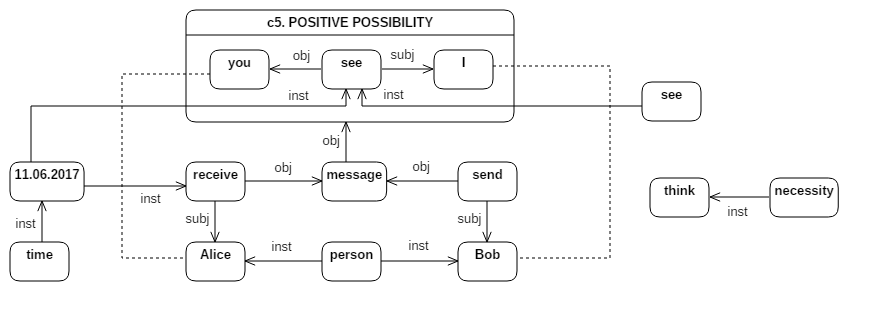 c5. POSITIVE POSSIBILITY
you
obj
see
subj
I
inst
inst
see
obj
11.06.2017
inst
receive
obj
message
obj
send
think
inst
necessity
inst
subj
subj
time
Alice
inst
person
inst
Bob